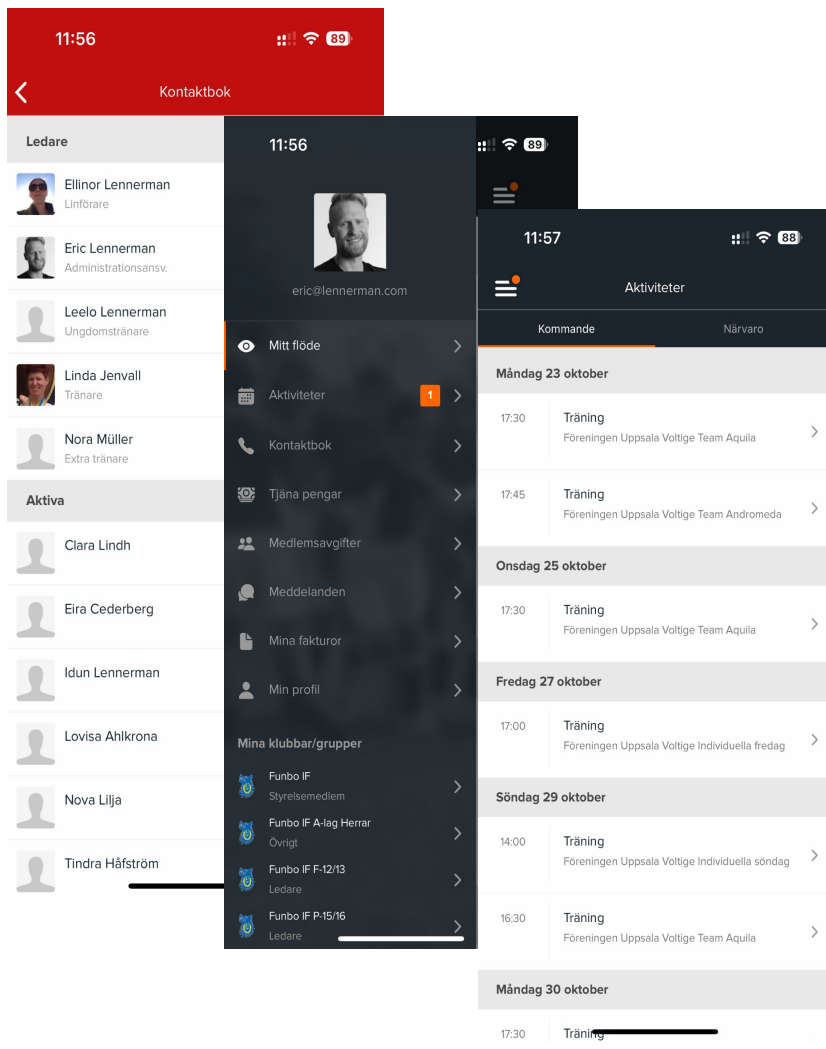 11:56
89
Kontaktbok
Ledare
Ellinor Lennerman
Linförare
Eric Lennerman
Administrationsansv.
Leelo Lennerman
Ungdomstränare
Linda Jenvall
Tränare
Nora Müller
Extra tränare
Aktiva
Clara Lindh
Eira Cederberg
Idun Lennerman
Lovisa Ahlkrona
Nova Lilja
Tindra Håfström
11:56
89
eric@lennerman.com
Mitt flöde
Aktiviteter
1
Kontaktbok
Tjäna pengar
Medlemsavgifter
Meddelanden
Mina fakturor
Min profil
Mina klubbar/grupper
Funbo IF
Styrelsemedlem
Funbo IF A-lag Herrar
Övrigt
Funbo IF F-12/13
Ledare
Funbo IF P-15/16
Ledare
11:57
88
Aktiviteter
Kommande
Närvaro
Måndag 23 oktober
17:30 Träning
Föreningen Uppsala Voltige Team Aquila
17:45 Träning
Föreningen Uppsala Voltige Team Andromeda
Onsdag 25 oktober
17:30 Träning
Föreningen Uppsala Voltige Team Aquila
Fredag 27 oktober
17:00 Träning
Föreningen Uppsala Voltige Individuella fredag
Söndag 29 oktober
14:00 Träning
Föreningen Uppsala Voltige Individuella söndag
16:30 Träning
Föreningen Uppsala Voltige Team Aquila
Måndag 30 oktober
17:30 Träning